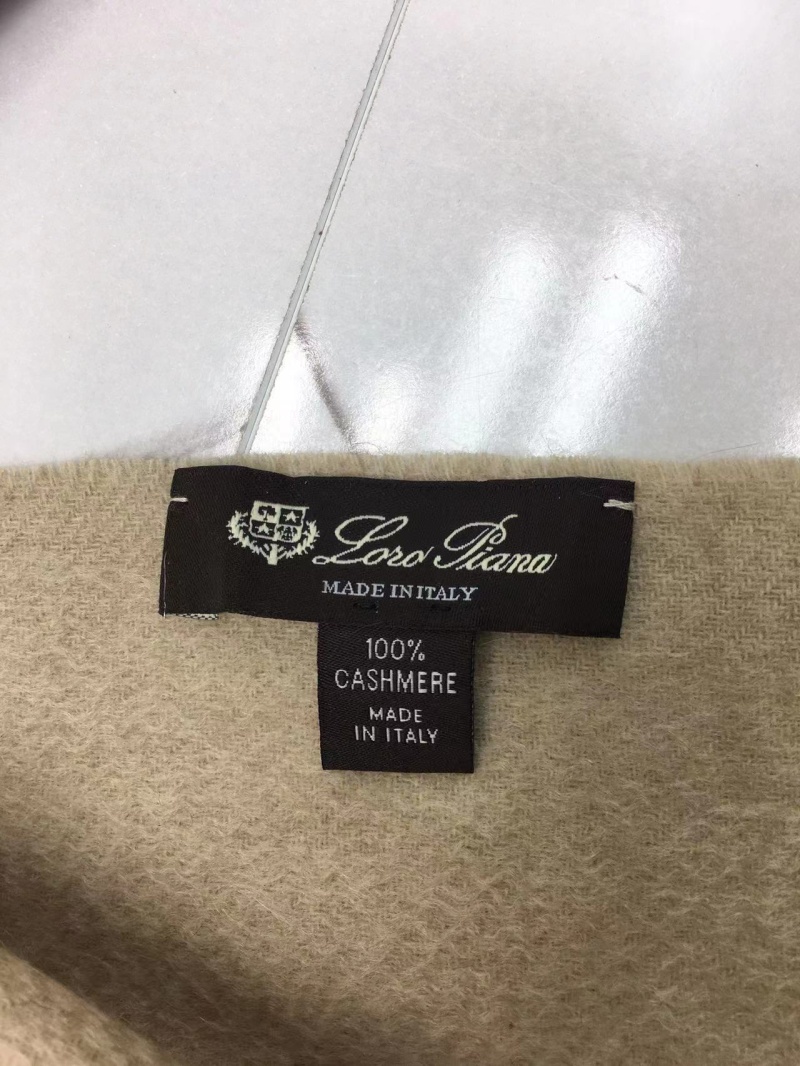 Loro Piana
MADE IN ITALY
100%
CASHMERE
MADE
IN ITALY